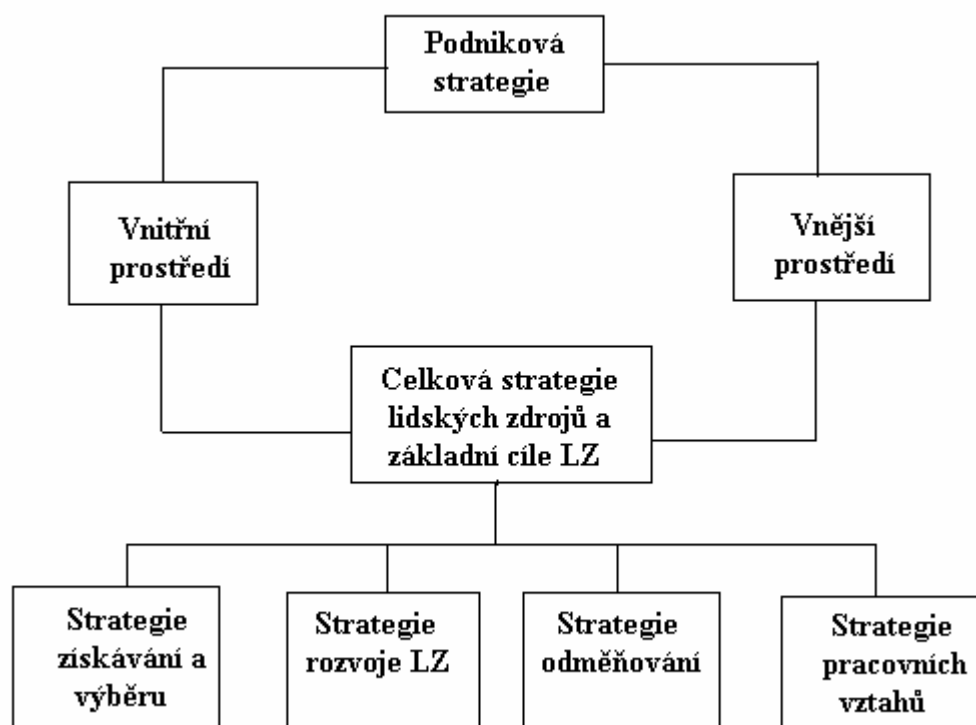 Podniková
strategie
Vnitřní
prostředí
Vnější
prostředí
Celková strategie
lidských zdrojů a
základní cíle LZ
Strategie
získávání a
výběru
Strategie
rozvoje LZ
Strategie
odměňování
Strategie
pracovních
vztahů